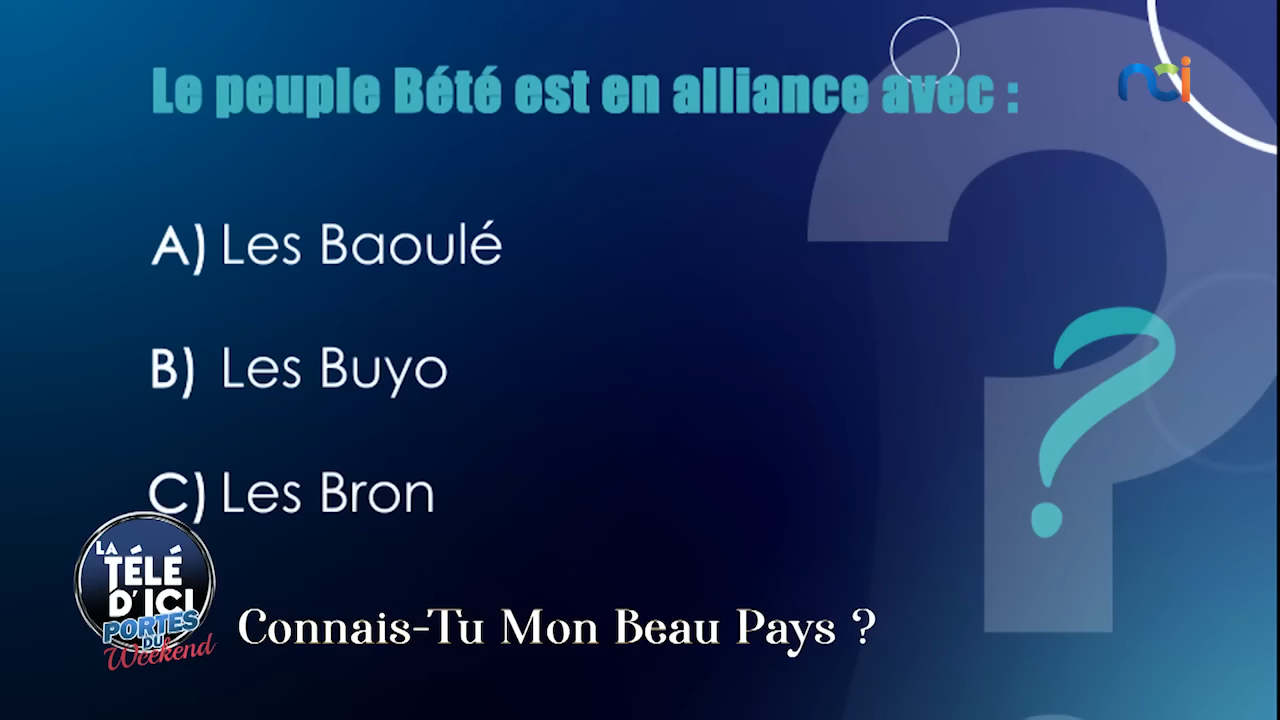 Le peuple Bété est en alliance avec :
nci
A) Les Baoulé
B) Les Buyo
C) Les Bron
LA
TÉLÉ
D'ICI
PORTES
DU
Weekend
Connais-Tu Mon Beau Pays ?